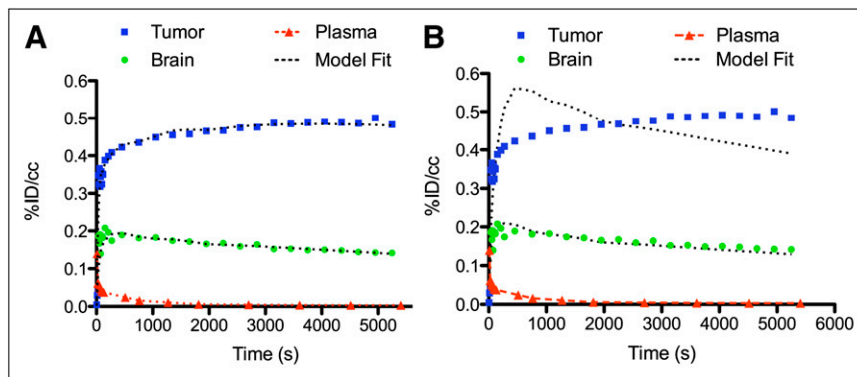 A
Tumor
Plasma
Brain
Model Fit
%ID/cc
0.6
0.5
0.4
0.3
0.2
0.1
0.0
0
1000
2000
3000
4000
5000
Time (s)
B
Tumor
Plasma
Brain
Model Fit
%ID/cc
0.6
0.5
0.4
0.3
0.2
0.1
0.0
0
1000
2000
3000
4000
5000
6000
Time (s)